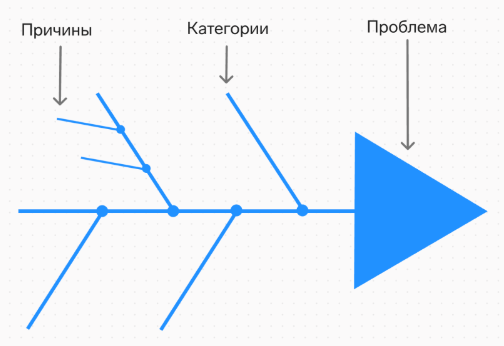 Причины
Категории
Проблема